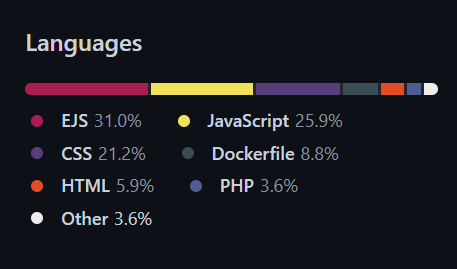 Languages
EJS 31.0% JavaScript 25.9%
CSS 21.2% Dockerfile 8.8%
HTML 5.9% PHP 3.6%
Other 3.6%